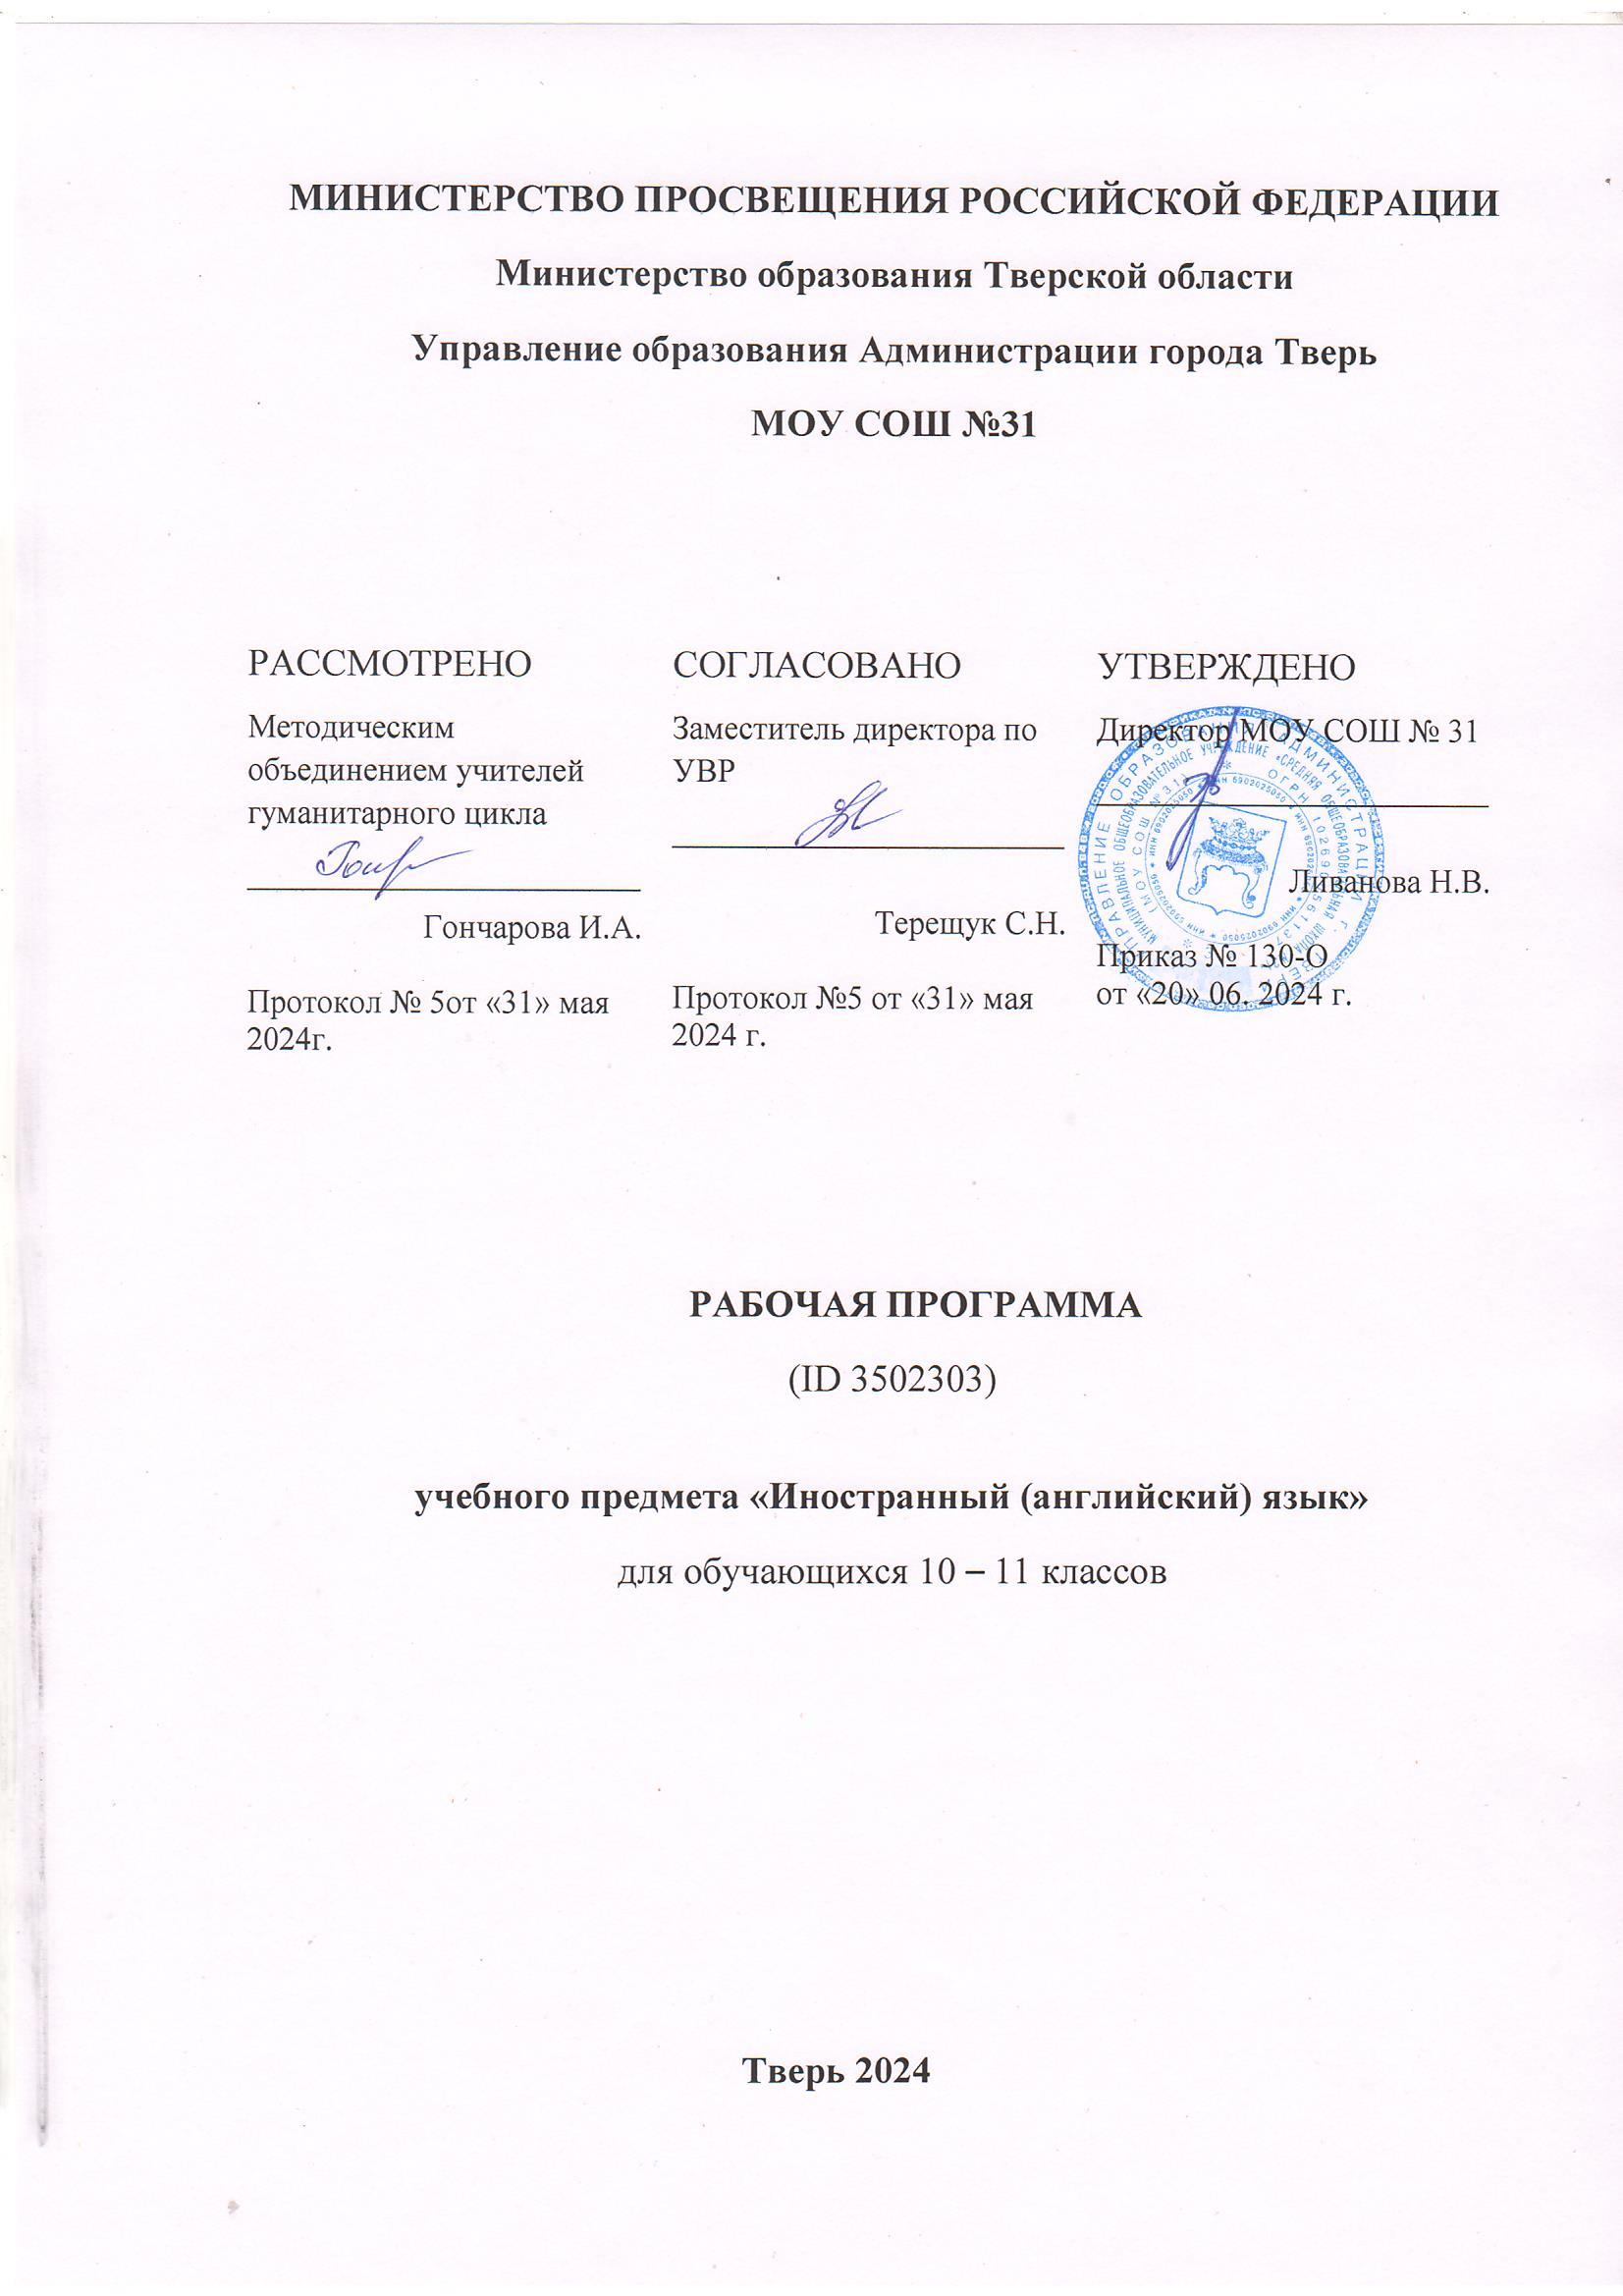 МИНИСТЕРСТВО ПРОСВЕЩЕНИЯ РОССИЙСКОЙ ФЕДЕРАЦИИ
Министерство образования Тверской области
Управление образования Администрации города Тверь
МОУ СОШ №31
РАССМОТРЕНО
Методическим
объединением учителей
гуманитарного цикла
Гончарова И.А.
Протокол № 5от «31» мая
2024г.
СОГЛАСОВАНО
Заместитель директора по
УВР
Терещук С.Н.
Протокол №5 от «31» мая
2024 г.
УТВЕРЖДЕНО
Директор МОУ СОШ № 31
Ливанова Н.В.
Приказ № 130-О
от «20» 06. 2024 г.
РАБОЧАЯ ПРОГРАММА
(ID 3502303)
учебного предмета «Иностранный (английский) язык»
для обучающихся 10 – 11 классов
Тверь 2024